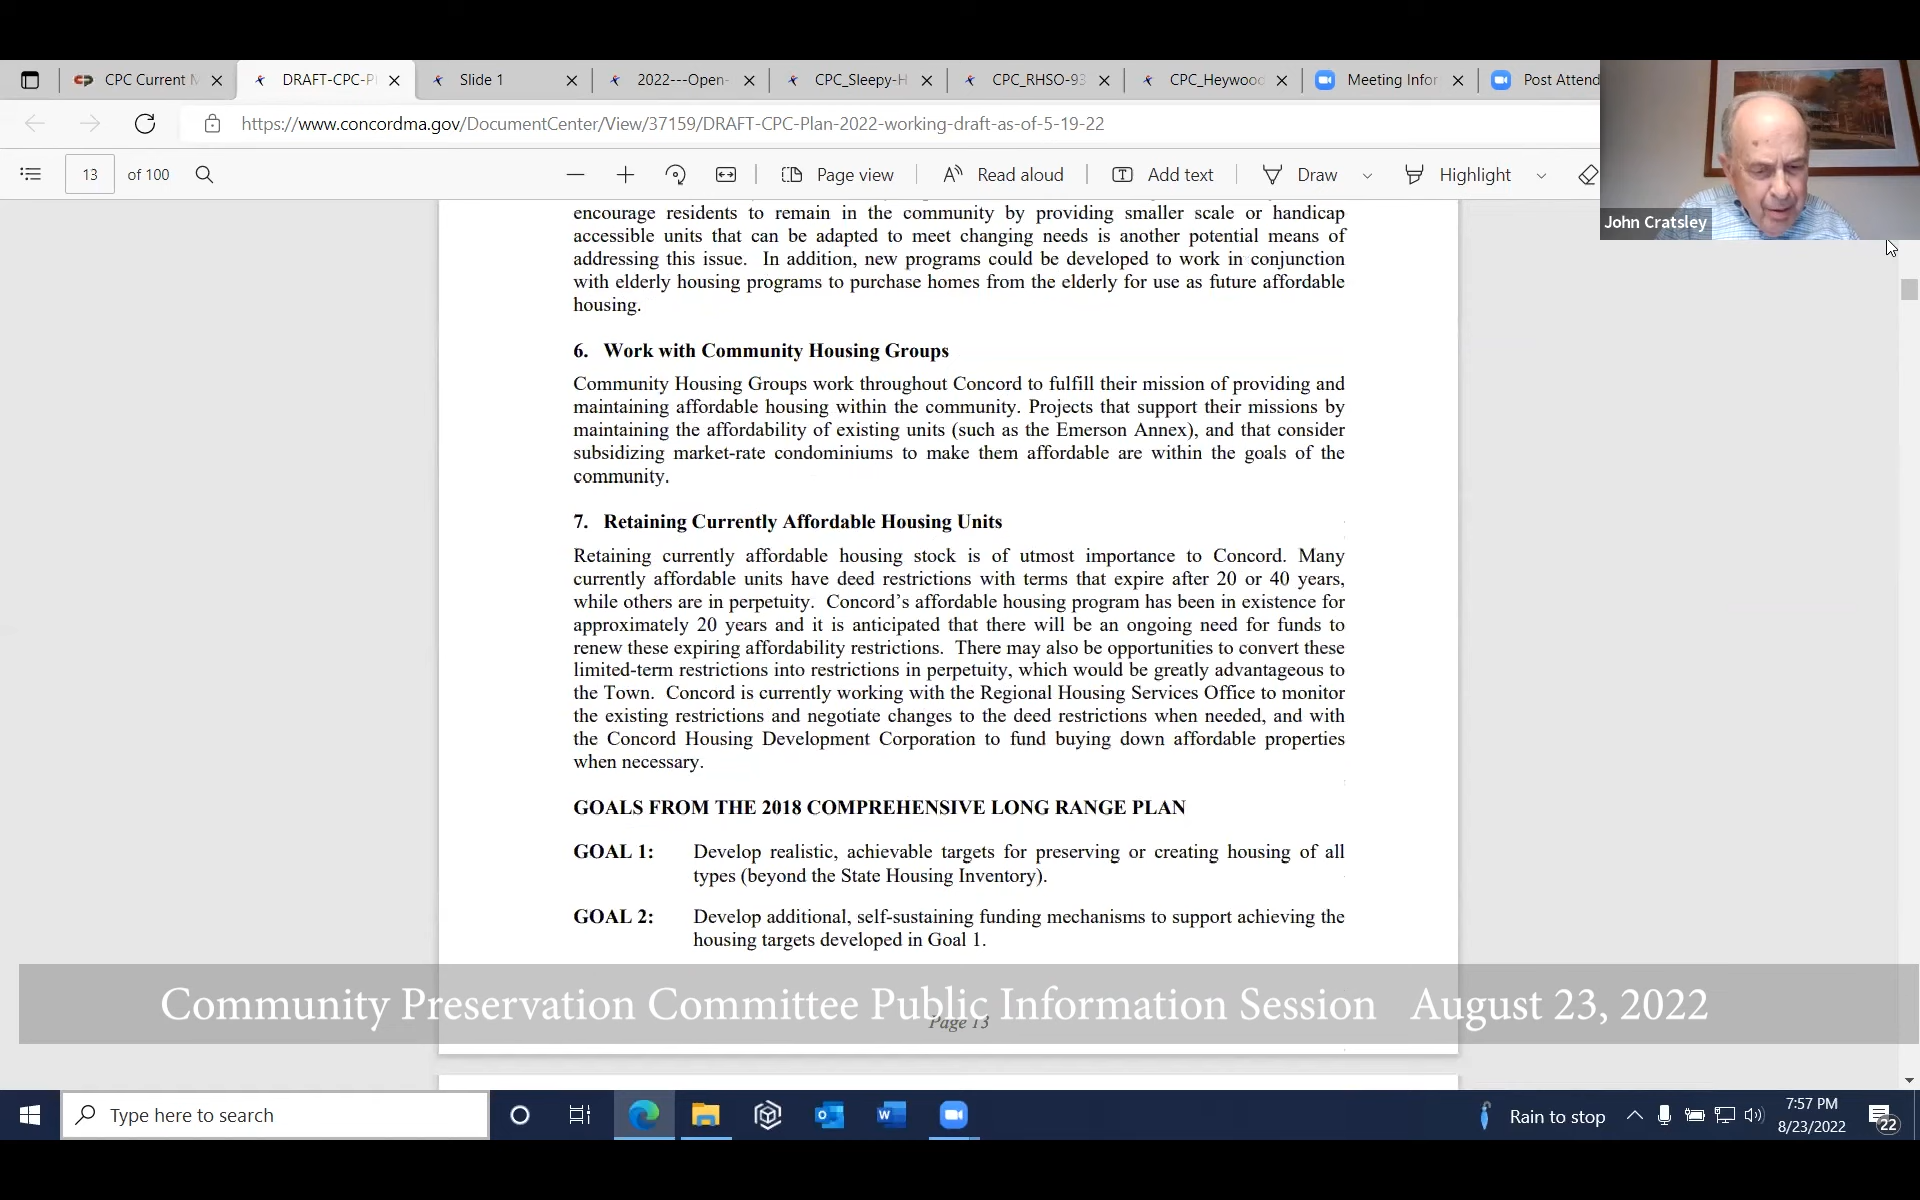 CPC Current M
DRAFT-CPC-P
Slide 1
2022---Open-
CPC_Sleepy-H
CPC_RHSO-93
CPC_Heywood
Meeting Infor
Post Attend
https://www.concordma.gov/DocumentCenter/View/37159/DRAFT-CPC-Plan-2022-working-draft-as-of-5-19-22
13 of 100
Page view
Read aloud
Add text
Draw
Highlight
John Cratsley
encourage residents to remain in the community by providing smaller scale or handicap
accessible units that can be adapted to meet changing needs is another potential means of
addressing this issue. In addition, new programs could be developed to work in conjunction
with elderly housing programs to purchase homes from the elderly for use as future affordable
housing.
6. Work with Community Housing Groups
Community Housing Groups work throughout Concord to fulfill their mission of providing and
maintaining affordable housing within the community. Projects that support their missions by
maintaining the affordability of existing units (such as the Emerson Annex), and that consider
subsidizing market-rate condominiums to make them affordable are within the goals of the
community.
7. Retaining Currently Affordable Housing Units
Retaining currently affordable housing stock is of utmost importance to Concord. Many
currently affordable units have deed restrictions with terms that expire after 20 or 40 years,
while others are in perpetuity. Concord’s affordable housing program has been in existence for
approximately 20 years and it is anticipated that there will be an ongoing need for funds to
renew these expiring affordability restrictions. There may also be opportunities to convert these
limited-term restrictions into restrictions in perpetuity, which would be greatly advantageous to
the Town. Concord is currently working with the Regional Housing Services Office to monitor
the existing restrictions and negotiate changes to the deed restrictions when needed, and with
the Concord Housing Development Corporation to fund buying down affordable properties
when necessary.
GOALS FROM THE 2018 COMPREHENSIVE LONG RANGE PLAN
GOAL 1: Develop realistic, achievable targets for preserving or creating housing of all
types (beyond the State Housing Inventory).
GOAL 2: Develop additional, self-sustaining funding mechanisms to support achieving the
housing targets developed in Goal 1.
Community Preservation Committee Public Information Session August 23, 2022
Page 13
Type here to search
Rain to stop
7:57 PM
8/23/2022
22